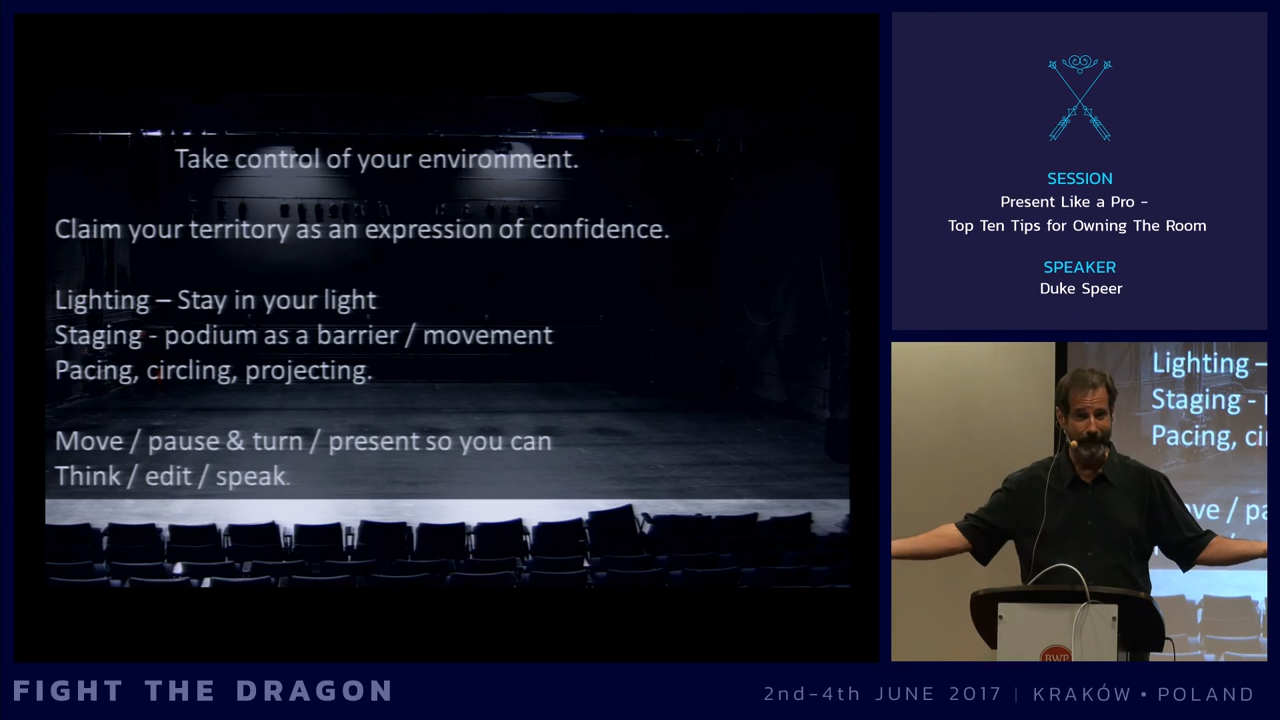 Take control of your environment.
Claim your territory as an expression of confidence.
Lighting – Stay in your light
Staging - podium as a barrier / movement
Pacing, circling, projecting.
Move / pause & turn / present so you can
Think / edit / speak.
SESSION
Present Like a Pro -
Top Ten Tips for Owning The Room
SPEAKER
Duke Speer
Lighting –
Staging -
Pacing, ci
ve / pa
BWP
FIGHT THE DRAGON
2nd-4th JUNE 2017 | KRAKÓW • POLAND